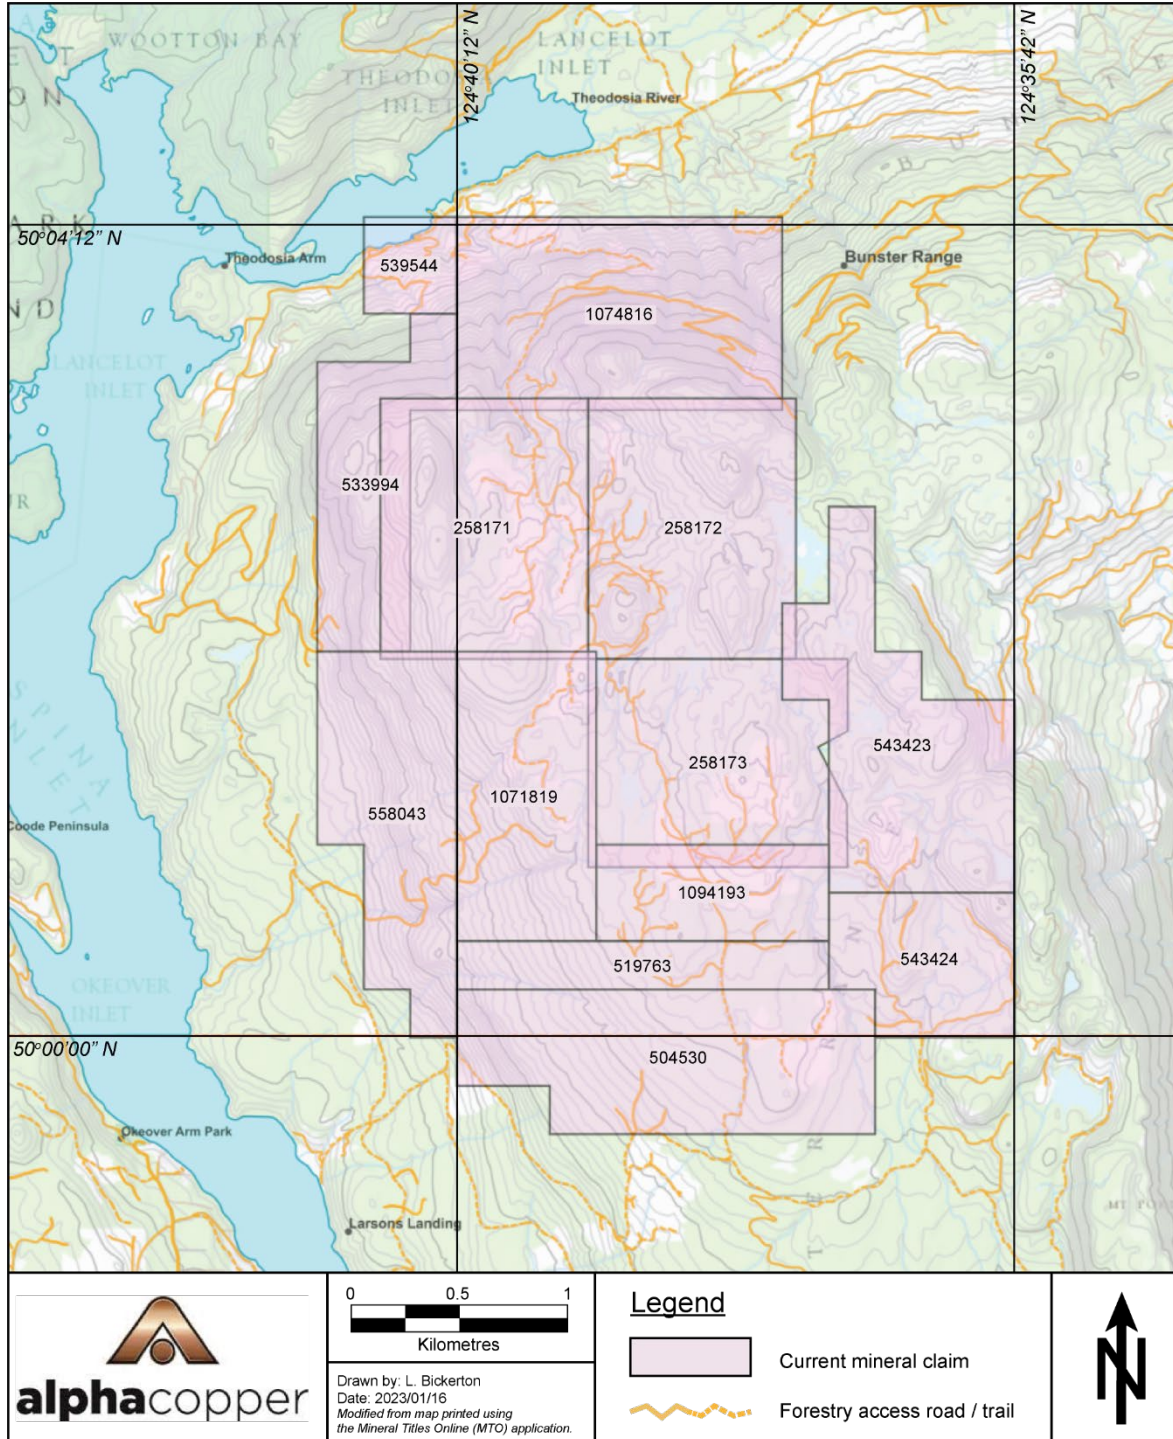 WOOTTON BAY
LANCELOT
INLET
THEODOSIA
INLET
Theodosia River
124°40'12" N
124°35'42" N
50°04'12" N
Theodosia Arm
Bunster Range
539544
1074816
LANCELOT
INLET
533994
258171
258172
543423
258173
1071819
558043
Coode Peninsula
1094193
519763
543424
OKEOVER
INLET
50°00'00" N
504530
Okeover Arm Park
Larsons Landing
alphacopper
0 0.5 1
Kilometres
Drawn by: L. Bickerton
Date: 2023/01/16
Modified from map printed using
the Mineral Titles Online (MTO) application.
Legend
Current mineral claim
Forestry access road / trail
N